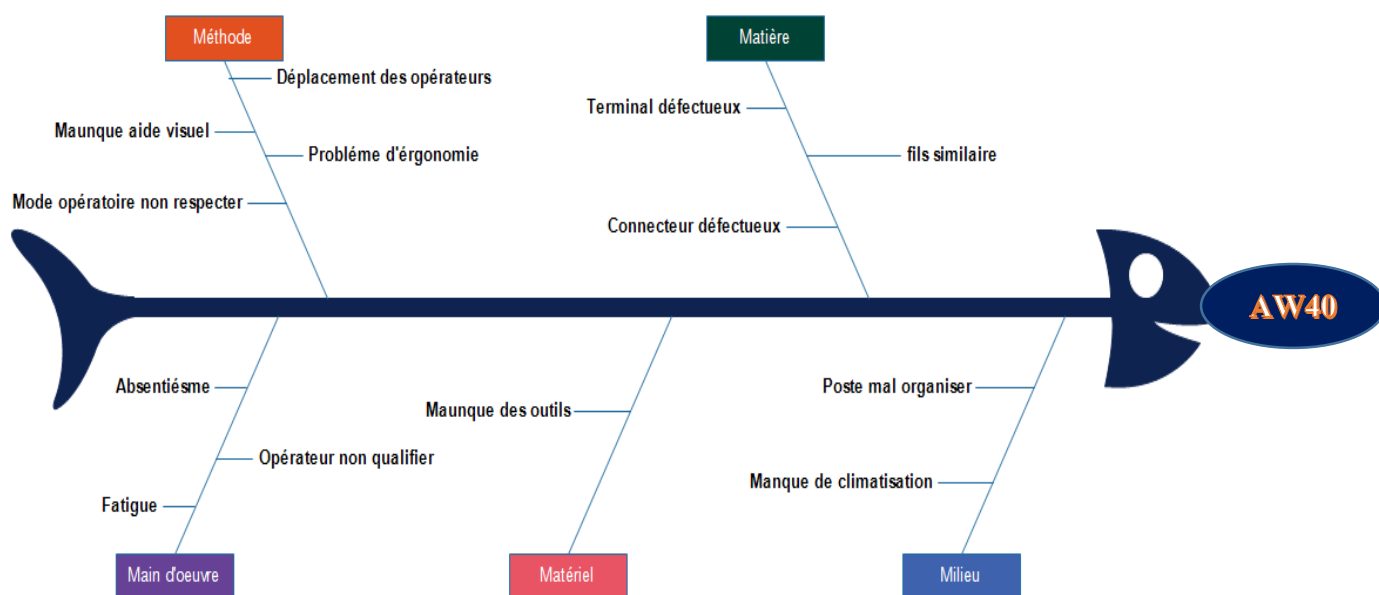 Méthode
Matière
Déplacement des opérateurs
Terminal défectueux
Maunque aide visuel
Probléme d'érgonomie
fils similaire
Mode opératoire non respecter
Connecteur défectueux
AW40
Absentiésme
Poste mal organiser
Maunque des outils
Opérateur non qualifier
Manque de climatisation
Fatigue
Main d'oeuvre
Matériel
Milieu